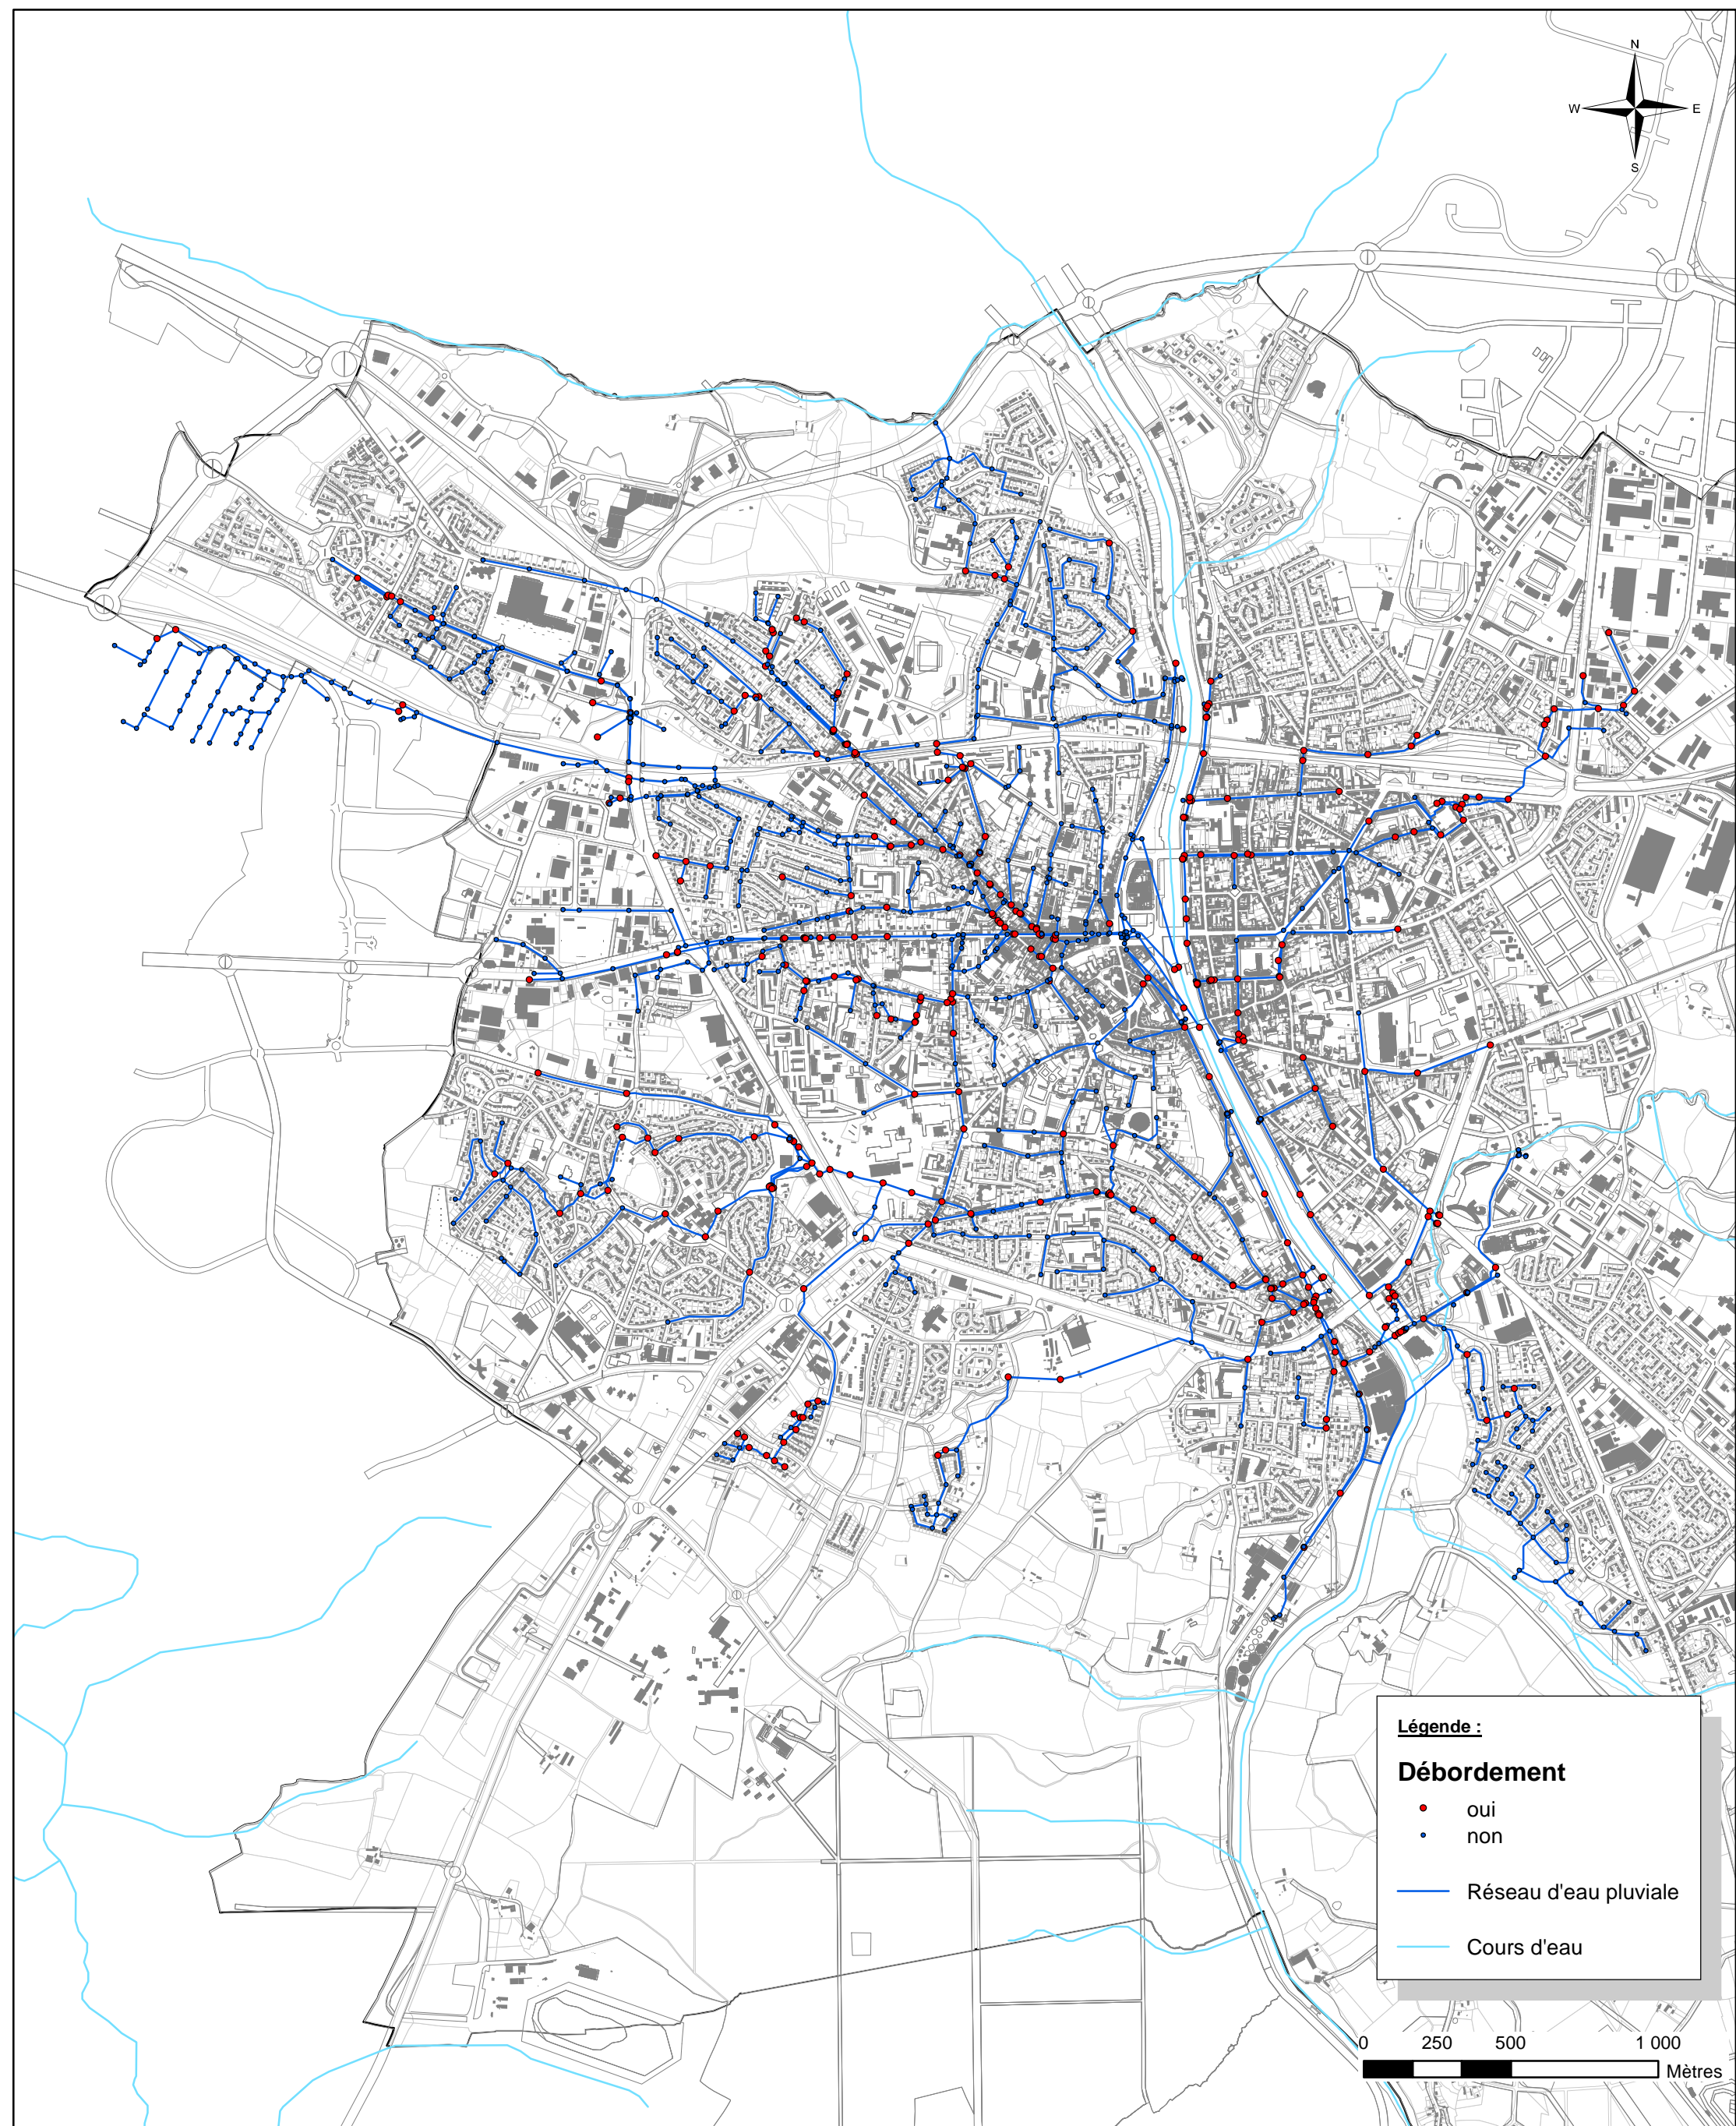 N
W E
S
Légende :
Débordement
oui
non
Réseau d'eau pluviale
Cours d'eau
0 250 500 1 000
Mètres